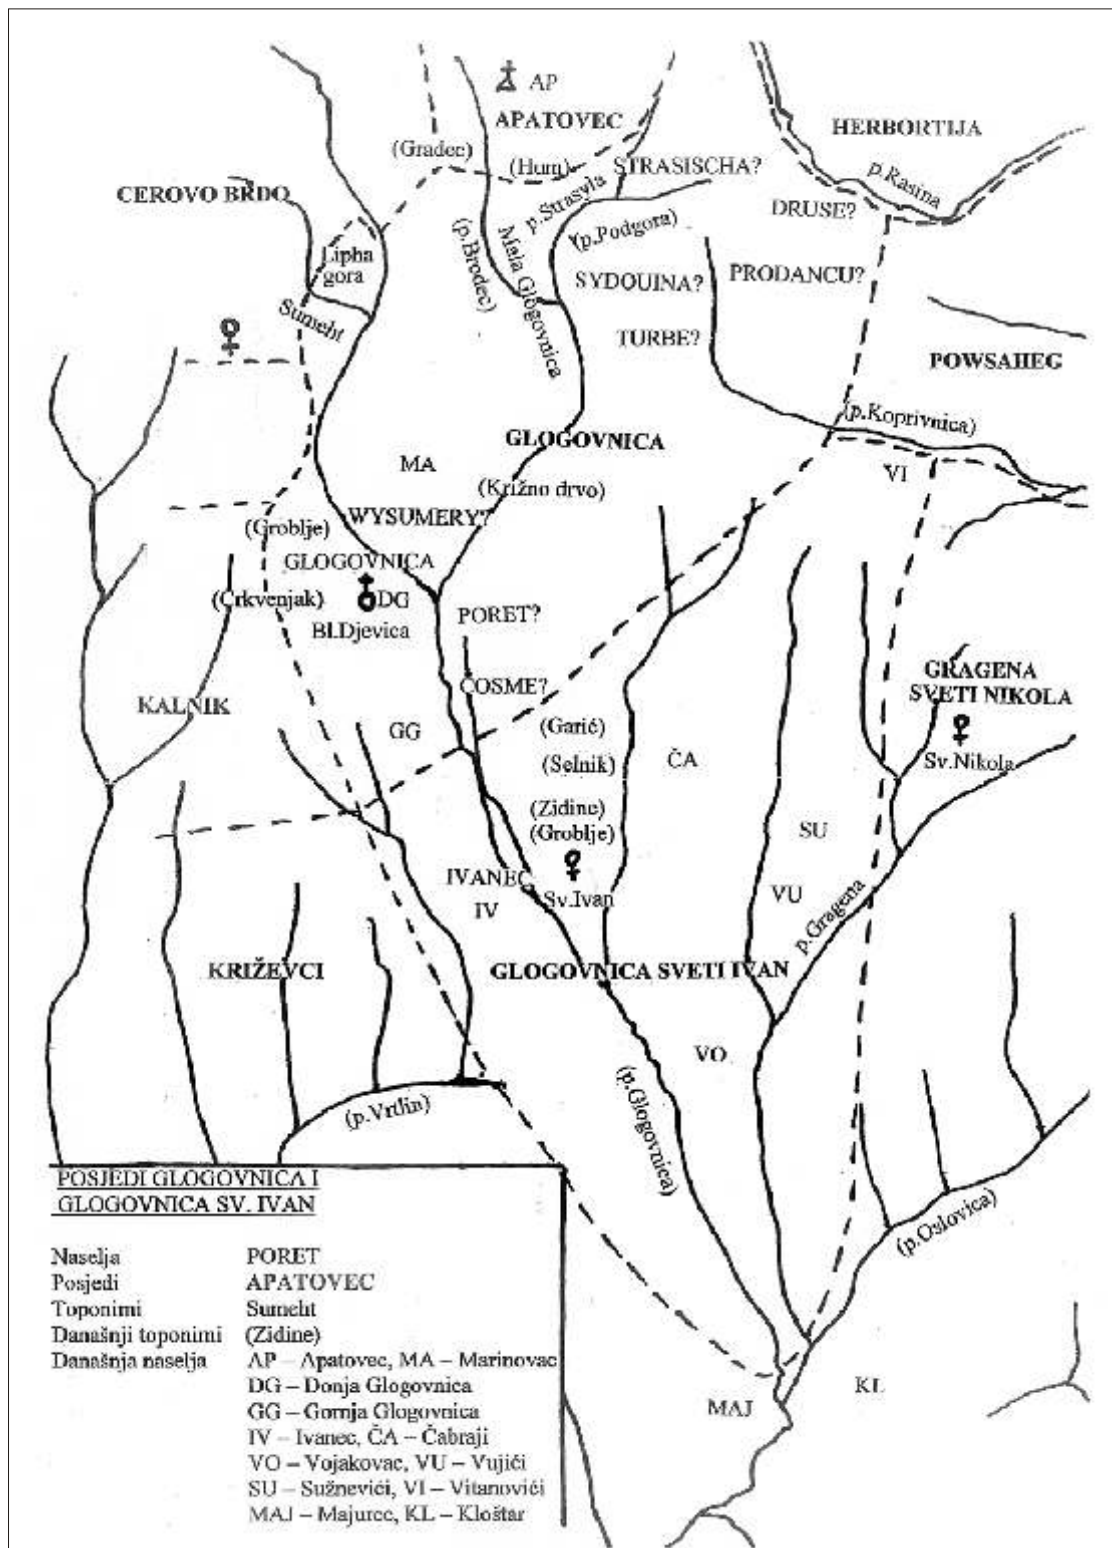 AP
APATOVEC
HERBORTIJA
(Gradec)
(Hum)
STRASISCHA?
p.Rasina
CEROVO BRDO
p.Strasyla
DRUSE?
(p.Podgora)
Lipha
gora
(p.Brodec)
Mala Glogovnica
SYDOUINA?
PRODANCU?
Sumeht
TURBE?
POWSAHEG
(p.Koprivnica)
GLOGOVNICA
MA
VI
(Križno drvo)
WYSUMERY?
(Groblje)
GLOGOVNICA
(Crkvenjak)
DG
Bl.Djevica
PORET?
GRAGENA
SVETI NIKOLA
ČOSME?
KALNIK
GG
(Garić)
(Selnik)
ČA
Sv.Nikola
(Zidine)
(Groblje)
SU
IVANEC
VU
Sv.Ivan
IV
p.Gragena
KRIŽEVCI
GLOGOVNICA SVETI IVAN
VO
(p.Vrtlin)
(p.Glogovnica)
(p.Oslovica)
MAJ
KL
POSJEDI GLOGOVNICA I
GLOGOVNICA SV. IVAN
Naselja PORET
Posjedi APATOVEC
Toponimi Sumeht
Današnji toponimi (Zidine)
Današnja naselja AP – Apatovec, MA – Marinovac
DG – Donja Glogovnica
GG – Gornja Glogovnica
IV – Ivanec, ČA – Čabraji
VO – Vojakovac, VU – Vujići
SU – Sužnevići, VI – Vitanovići
MAJ – Majurec, KL – Kloštar